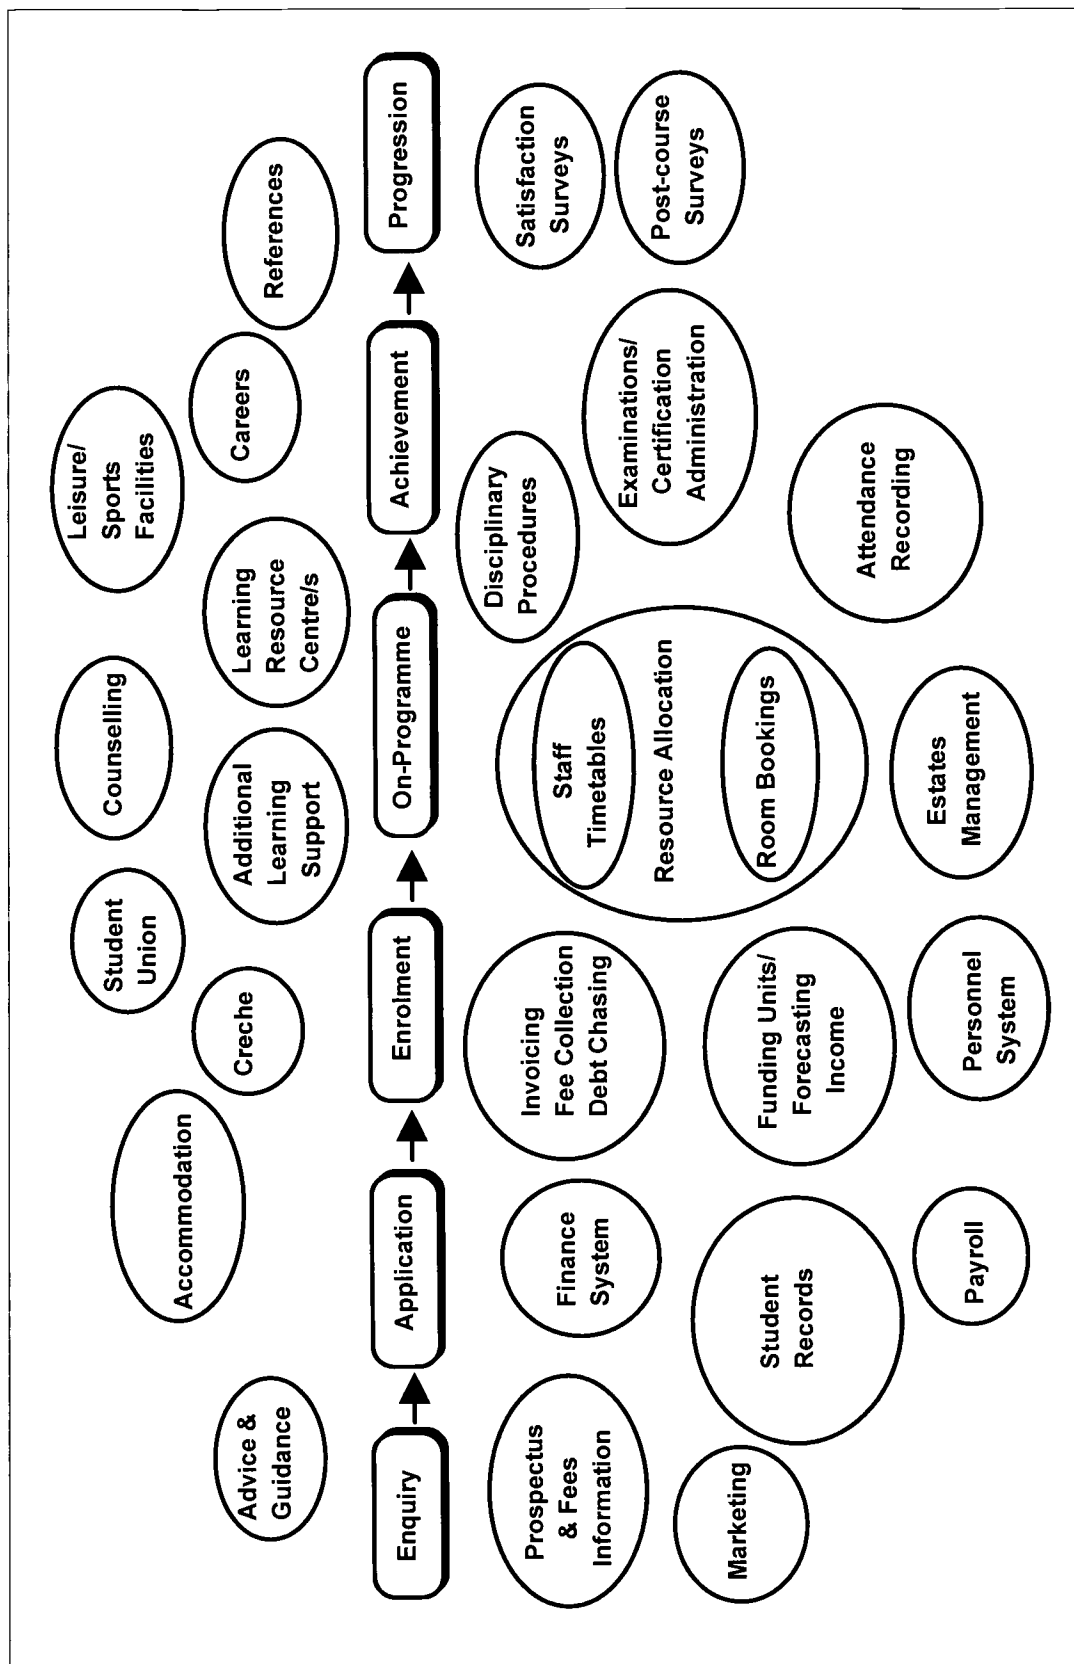 Accommodation
Student
Union
Counselling
Leisure/
Sports
Facilities
Advice &
Guidance
Creche
Additional
Learning
Support
Learning
Resource
Centre/s
Careers
References
Enquiry
Application
Enrolment
On-Programme
Achievement
Progression
Prospectus
& Fees
Information
Finance
System
Invoicing
Fee Collection
Debt Chasing
Staff
Timetables
Resource Allocation
Room Bookings
Disciplinary
Procedures
Examinations/
Certification
Administration
Satisfaction
Surveys
Post-course
Surveys
Marketing
Student
Records
Funding Units/
Forecasting
Income
Attendance
Recording
Payroll
Personnel
System
Estates
Management